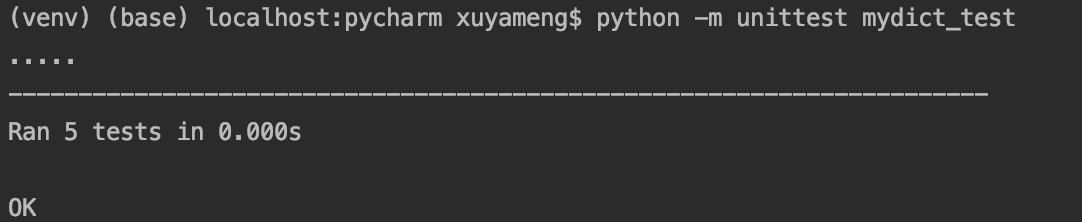 (venv) (base) localhost:pycharm xuyameng$ python -m unittest mydict_test
.....
----------------------------------------------------------------------
Ran 5 tests in 0.000s
OK